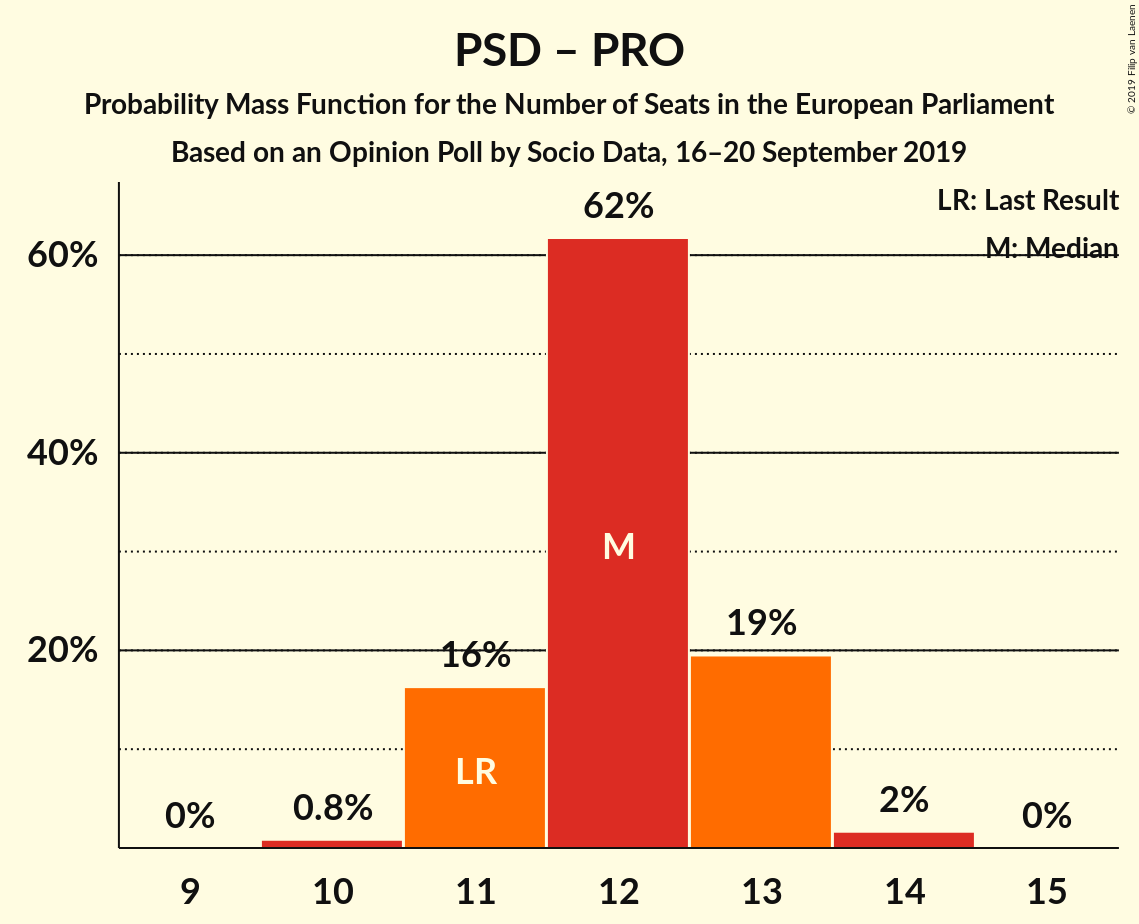 PSD – PRO
Probability Mass Function for the Number of Seats in the European Parliament
Based on an Opinion Poll by Socio Data, 16–20 September 2019
© 2019 Filip van Laenen
LR: Last Result
M: Median
60%
40%
20%
0%
0.8%
16%
62%
19%
2%
0%
LR
M
9
10
11
12
13
14
15